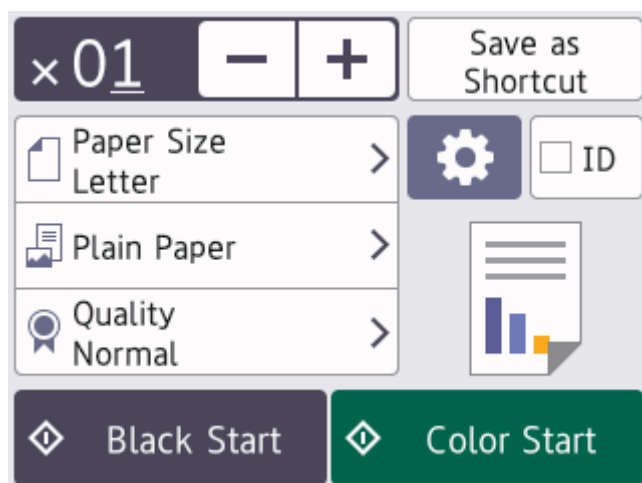 ×01
Save as
Shortcut
Paper Size
Letter
ID
Plain Paper
Quality
Normal
Black Start
Color Start